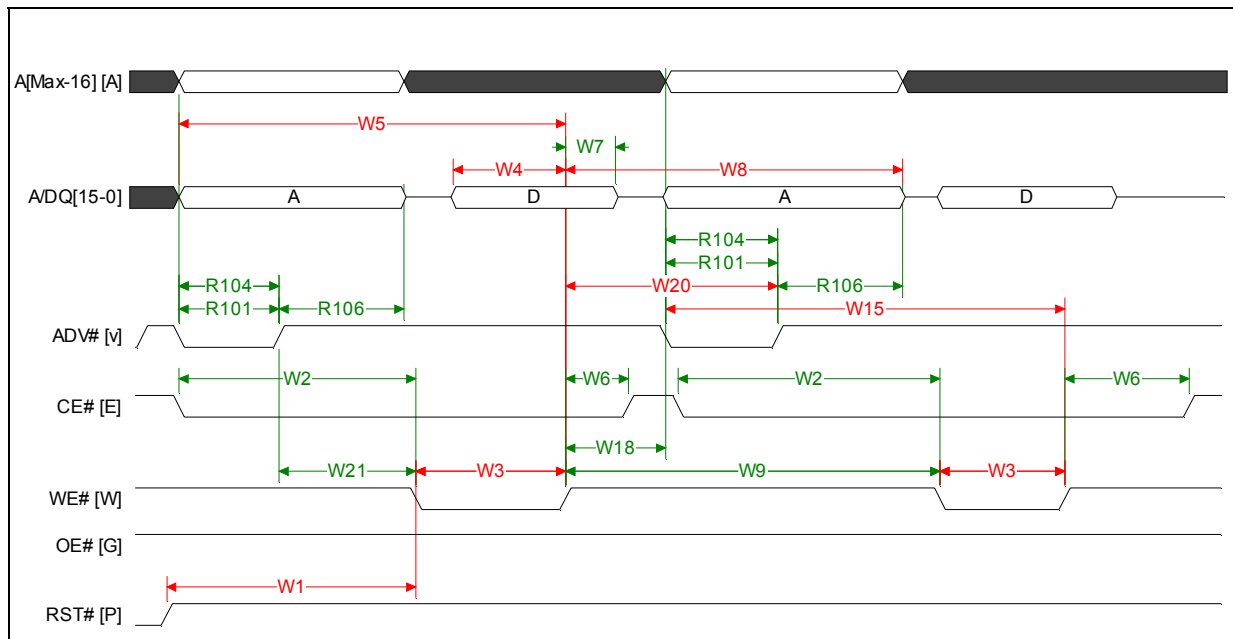 A[Max-16] [A]
W5
W7
W4
W8
A/DQ[15-0]
A
D
A
D
R104
R104
R101
R101
W20
R106
R106
W15
ADV# [v]
W2
W6
W2
W6
CE# [E]
W18
W21
W3
W9
W3
WE# [W]
OE# [G]
W1
RST# [P]